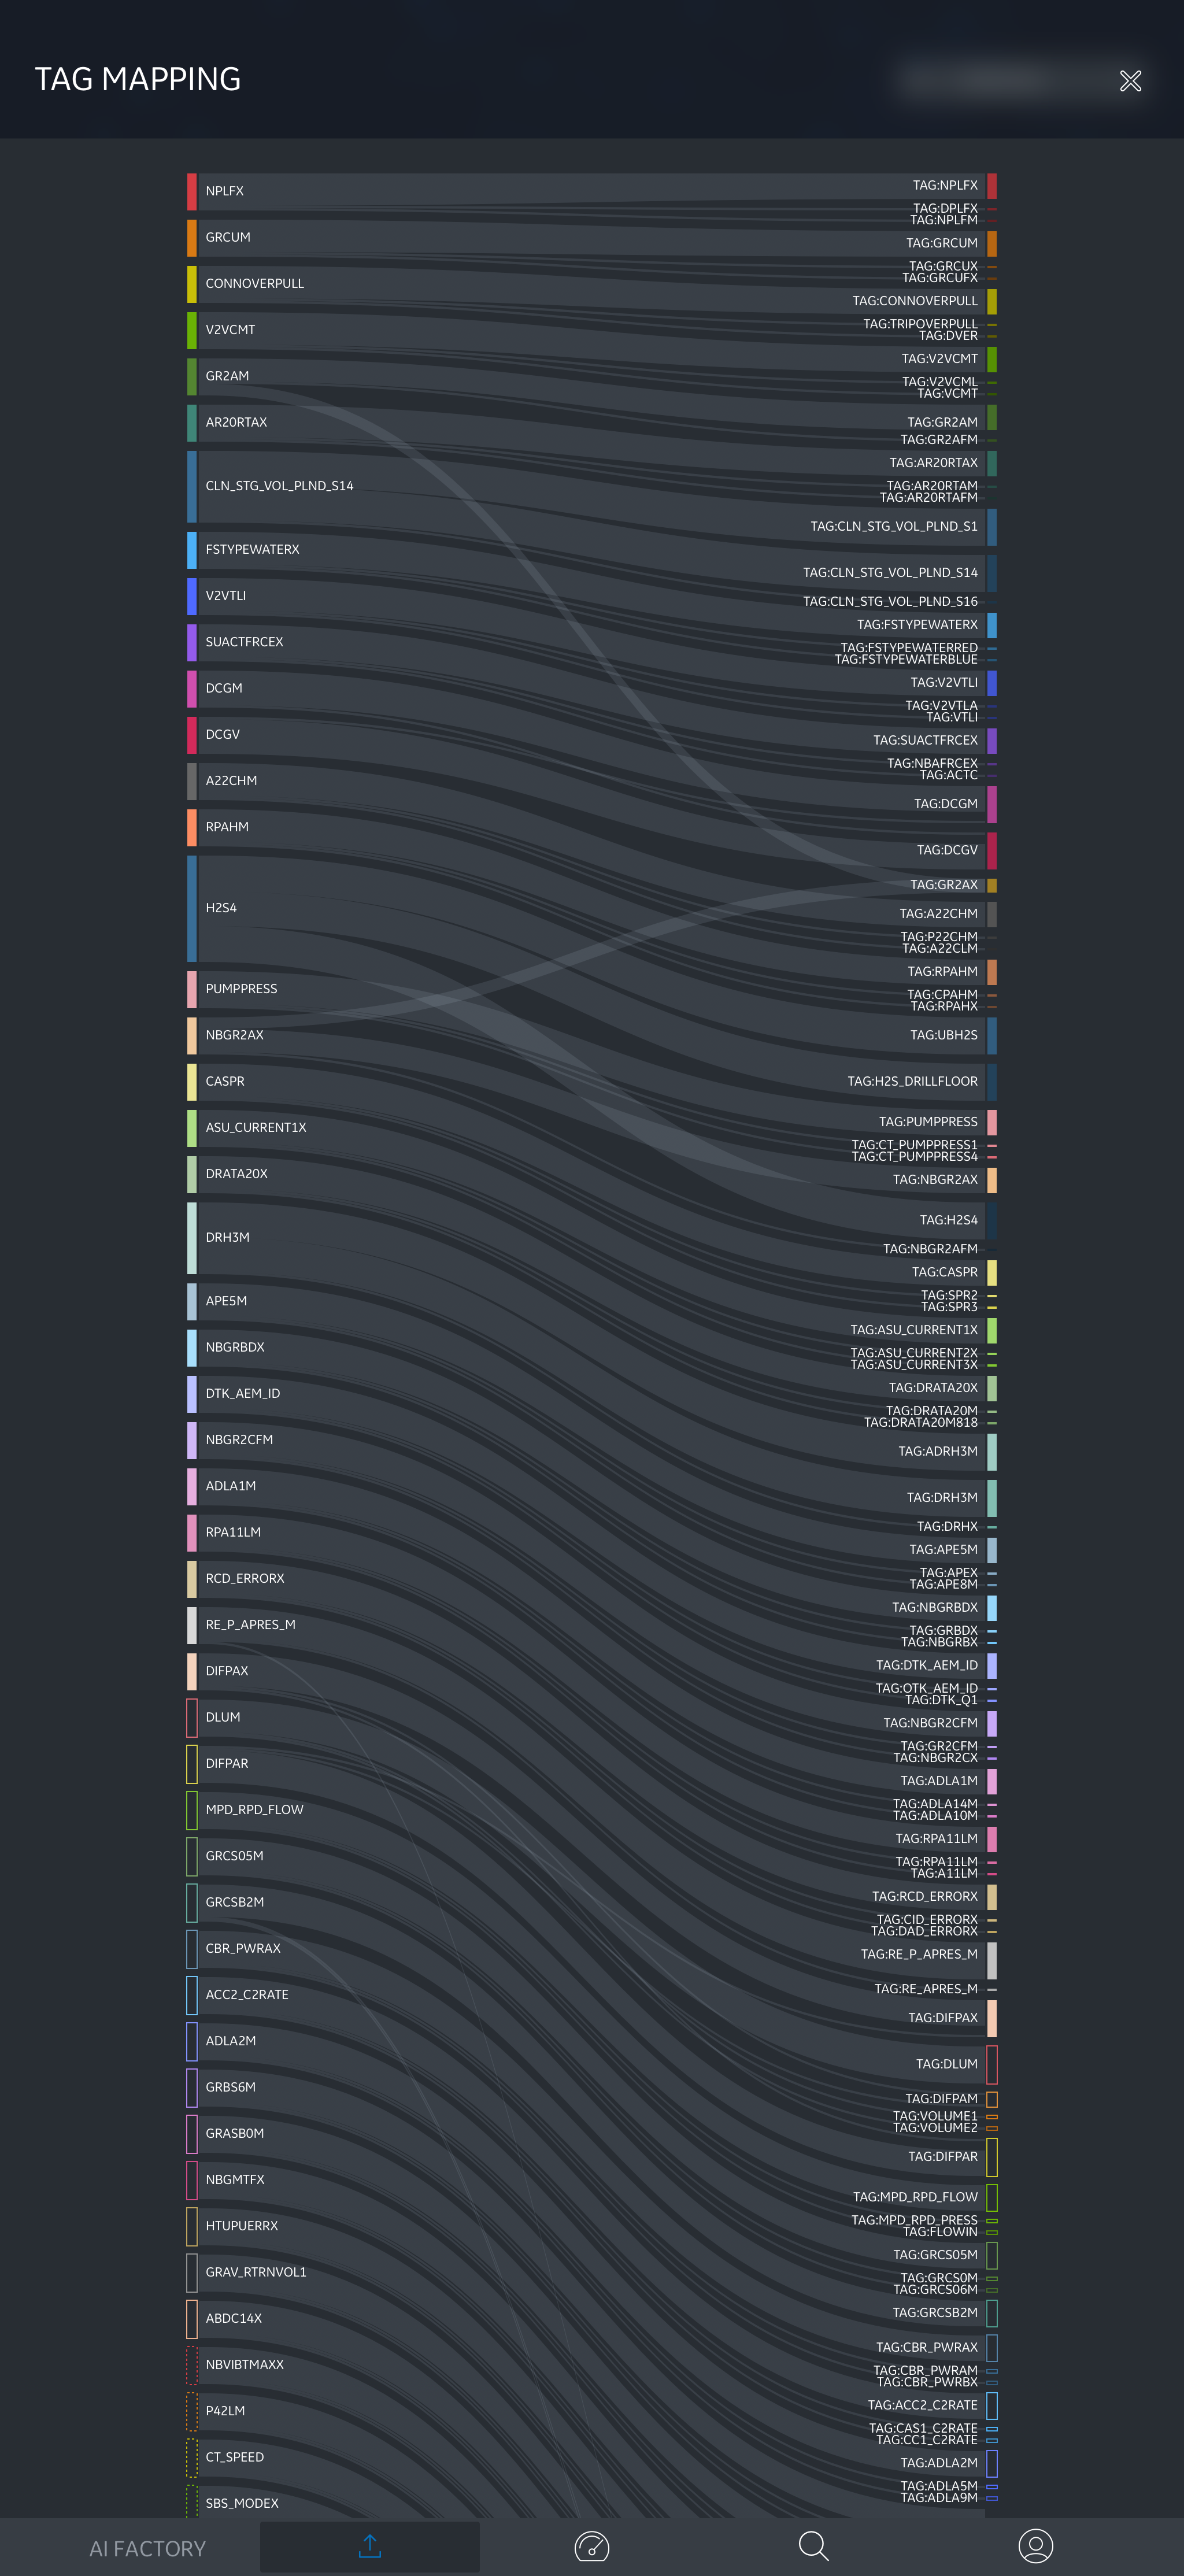 TAG MAPPING
NPLFX
GRCUM
CONNOVERPULL
V2VCMT
GR2AM
AR20RTAX
CLN_STG_VOL_PLND_S14
FSTYPEWATERX
V2VTLI
SUACTFRCEX
DCGM
DCGV
A22CHM
RPAHM
H2S4
PUMPPRESS
NBGR2AX
CASPR
ASU_CURRENT1X
DRATA20X
DRH3M
APE5M
NBGRBDX
DTK_AEM_ID
NBGR2CFM
ADLA1M
RPA11LM
RCD_ERRORX
RE_P_APRES_M
DIFPAX
DLUM
DIFPAR
MPD_RPD_FLOW
GRCS05M
GRCSB2M
CBR_PWRAX
ACC2_C2RATE
ADLA2M
GRBS6M
GRASB0M
NBGMTFX
HTUPUERRX
GRAV_RTRNVOL1
ABDC14X
NBVIBTMAXX
P42LM
CT_SPEED
SBS_MODEX
TAG:NPLFX
TAG:DPLFX
TAG:NPLFM
TAG:GRCUM
TAG:GRCUX
TAG:GRCUFX
TAG:CONNOVERPULL
TAG:TRIPOVERPULL
TAG:DVER
TAG:V2VCMT
TAG:V2VCML
TAG:VCMT
TAG:GR2AM
TAG:GR2AFM
TAG:AR20RTAX
TAG:AR20RTAM
TAG:AR20RTAFM
TAG:CLN_STG_VOL_PLND_S1
TAG:CLN_STG_VOL_PLND_S14
TAG:CLN_STG_VOL_PLND_S16
TAG:FSTYPEWATERX
TAG:FSTYPEWATERRED
TAG:FSTYPEWATERBLUE
TAG:V2VTLI
TAG:V2VTLA
TAG:VTLI
TAG:SUACTFRCEX
TAG:NBAFRCEX
TAG:ACTC
TAG:DCGM
TAG:DCGV
TAG:GR2AX
TAG:A22CHM
TAG:P22CHM
TAG:A22CLM
TAG:RPAHM
TAG:CPAHM
TAG:RPAHX
TAG:UBH2S
TAG:H2S_DRILLFLOOR
TAG:PUMPPRESS
TAG:CT_PUMPPRESS1
TAG:CT_PUMPPRESS4
TAG:NBGR2AX
TAG:H2S4
TAG:NBGR2AFM
TAG:CASPR
TAG:SPR2
TAG:SPR3
TAG:ASU_CURRENT1X
TAG:ASU_CURRENT2X
TAG:ASU_CURRENT3X
TAG:DRATA20X
TAG:DRATA20M
TAG:DRATA20M818
TAG:ADRH3M
TAG:DRH3M
TAG:DRHX
TAG:APE5M
TAG:APEX
TAG:APE8M
TAG:NBGRBDX
TAG:GRBDX
TAG:NBGRBX
TAG:DTK_AEM_ID
TAG:OTK_AEM_ID
TAG:DTK_Q1
TAG:NBGR2CFM
TAG:GR2CFM
TAG:NBGR2CX
TAG:ADLA1M
TAG:ADLA14M
TAG:ADLA10M
TAG:RPA11LM
TAG:RPA11LM
TAG:A11LM
TAG:RCD_ERRORX
TAG:CID_ERRORX
TAG:DAD_ERRORX
TAG:RE_P_APRES_M
TAG:RE_APRES_M
TAG:DIFPAX
TAG:DLUM
TAG:DIFPAM
TAG:VOLUME1
TAG:VOLUME2
TAG:DIFPAR
TAG:MPD_RPD_FLOW
TAG:MPD_RPD_PRESS
TAG:FLOWIN
TAG:GRCS05M
TAG:GRCS0M
TAG:GRCS06M
TAG:GRCSB2M
TAG:CBR_PWRAX
TAG:CBR_PWRAM
TAG:CBR_PWRBX
TAG:ACC2_C2RATE
TAG:CAS1_C2RATE
TAG:CC1_C2RATE
TAG:ADLA2M
TAG:ADLA5M
TAG:ADLA9M
AI FACTORY